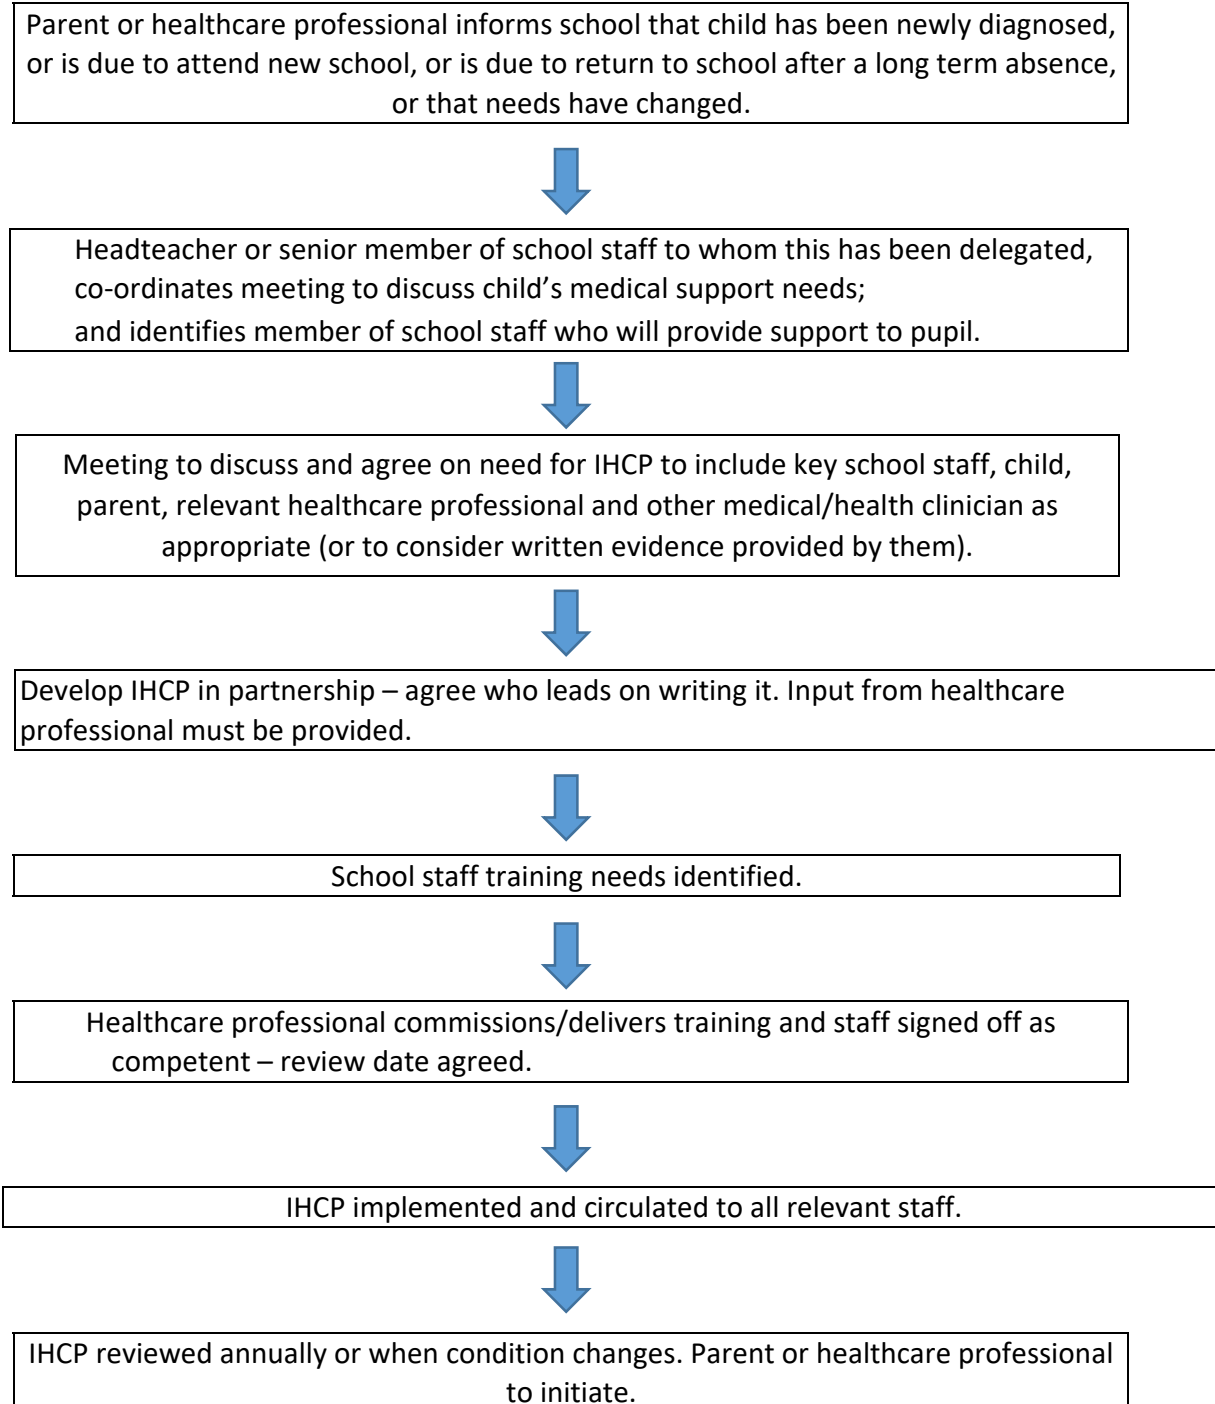 Parent or healthcare professional informs school that child has been newly diagnosed,
or is due to attend new school, or is due to return to school after a long term absence,
or that needs have changed.
Headteacher or senior member of school staff to whom this has been delegated,
co-ordinates meeting to discuss child’s medical support needs;
and identifies member of school staff who will provide support to pupil.
Meeting to discuss and agree on need for IHCP to include key school staff, child,
parent, relevant healthcare professional and other medical/health clinician as
appropriate (or to consider written evidence provided by them).
Develop IHCP in partnership – agree who leads on writing it. Input from healthcare
professional must be provided.
School staff training needs identified.
Healthcare professional commissions/delivers training and staff signed off as
competent – review date agreed.
IHCP implemented and circulated to all relevant staff.
IHCP reviewed annually or when condition changes. Parent or healthcare professional
to initiate.